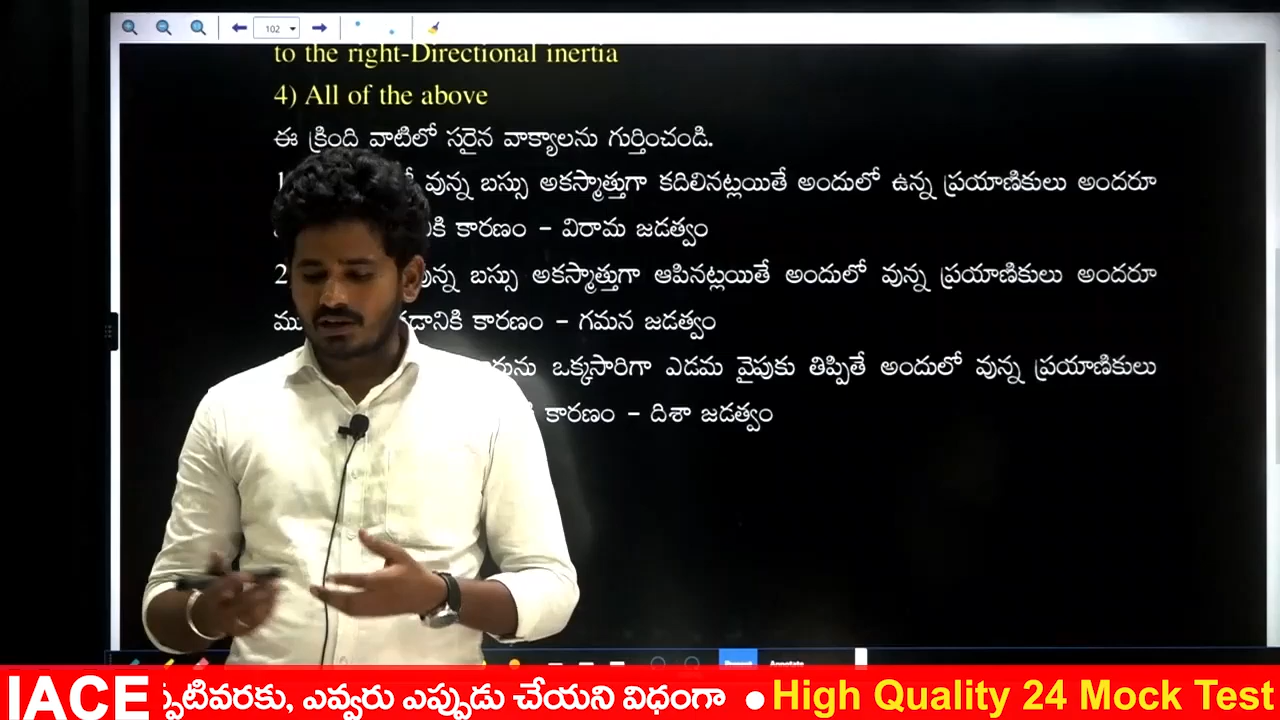 102
to the right-Directional inertia
4) All of the above
ఈ క్రింది వాటిలో సరైన వాక్యాలను గుర్తించండి.
వున్న బస్సు అకస్మాత్తుగా కదిలినట్లయితే అందులో ఉన్న ప్రయాణికులు అందరూ
కారణం – విరామ జడత్వం
2 బస్సు అకస్మాత్తుగా ఆపినట్లయితే అందులో వున్న ప్రయాణికులు అందరూ
కారణం – గమన జడత్వం
ఒక్కసారిగా ఎడమ వైపుకు తిప్పితే అందులో వున్న ప్రయాణికులు
కారణం – దిశా జడత్వం
IACE ఎవ్వరు ఎప్పుడు చేయని విధంగా ● High Quality 24 Mock Test